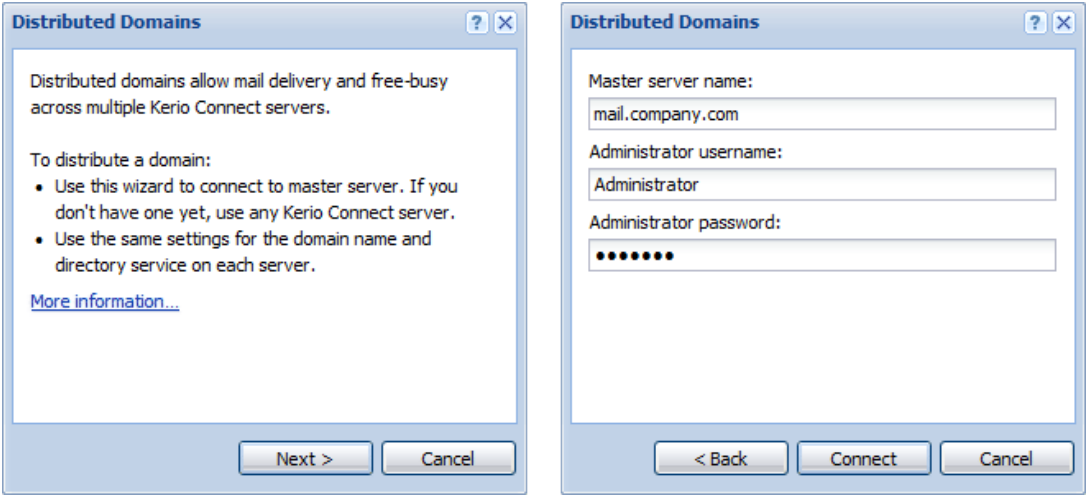 Distributed Domains
Distributed domains allow mail delivery and free-busy
across multiple Kerio Connect servers.
To distribute a domain:
• Use this wizard to connect to master server. If you
don't have one yet, use any Kerio Connect server.
• Use the same settings for the domain name and
directory service on each server.
More information...
Next >
Cancel
Distributed Domains
Master server name:
mail.company.com
Administrator username:
Administrator
Administrator password:
•••••••
< Back
Connect
Cancel